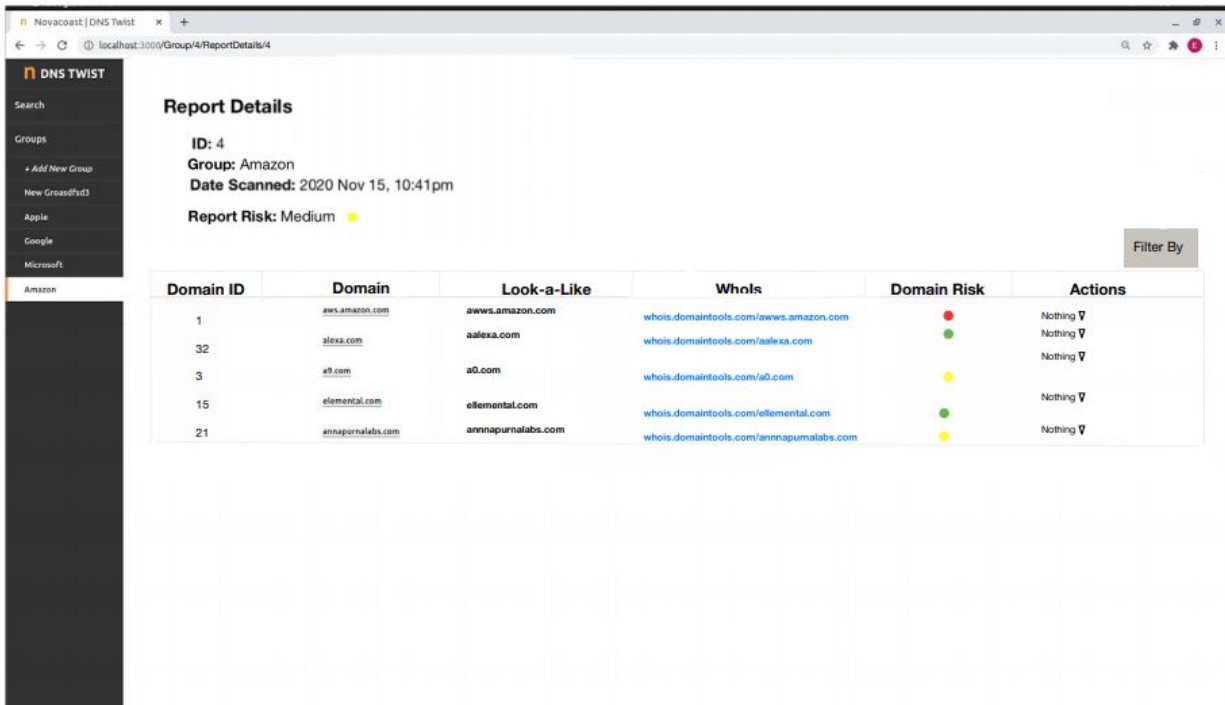 Novacoast | DNS Twist
localhost:3000/Group/4/ReportDetails/4
E
n DNS TWIST
Search
Groups
+ Add New Group
New Groasdfsd3
Apple
Google
Microsoft
Amazon
Report Details
ID: 4
Group: Amazon
Date Scanned: 2020 Nov 15, 10:41pm
Report Risk: Medium
Filter By
Domain ID Domain Look-a-Like WhoIs Domain Risk Actions
1 aws.amazon.com awws.amazon.com whois.domaintools.com/awws.amazon.com Nothing ∇
32 alexa.com aalexa.com whois.domaintools.com/aalexa.com Nothing ∇
3 a9.com a0.com whois.domaintools.com/a0.com Nothing ∇
15 elemental.com ellemental.com whois.domaintools.com/ellemental.com Nothing ∇
21 annapurnalabs.com annnapurnalabs.com whois.domaintools.com/annnapurnalabs.com Nothing ∇